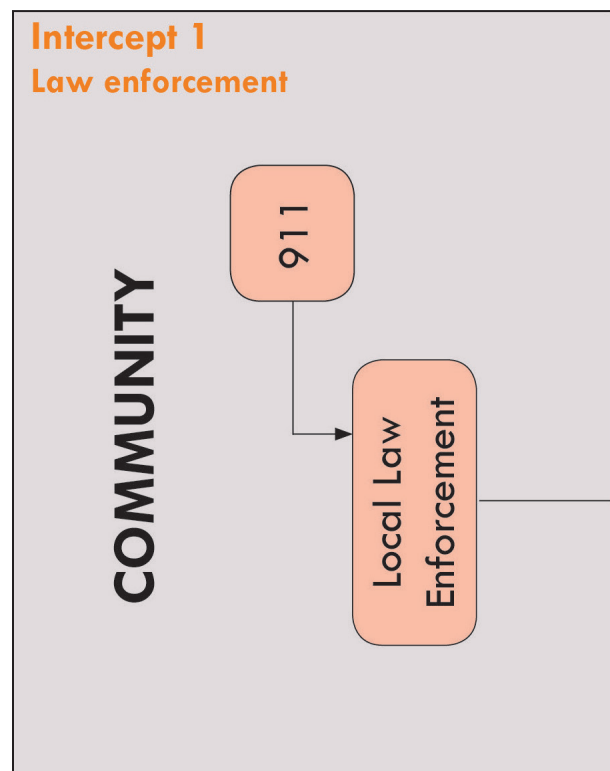 Intercept 1
Law enforcement
COMMUNITY
911
Local Law
Enforcement